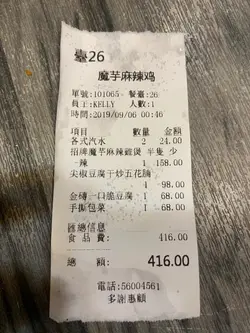 臺26
魔芋麻辣鸡
單號:101065 餐臺:26
員工:KELLY 人數:1
時間:2019/09/06 00:46
項目 數量 金額
各式汽水 2 24.00
招牌魔芋麻辣雞煲 半隻 少
辣 1 158.00
尖椒豆腐干炒五花腩
1 98.00
金磚一口脆豆腐 1 68.00
手撕包菜 1 68.00
匯總信息
食品費: 416.00
總 額: 416.00
電話:56004561
多謝惠顧